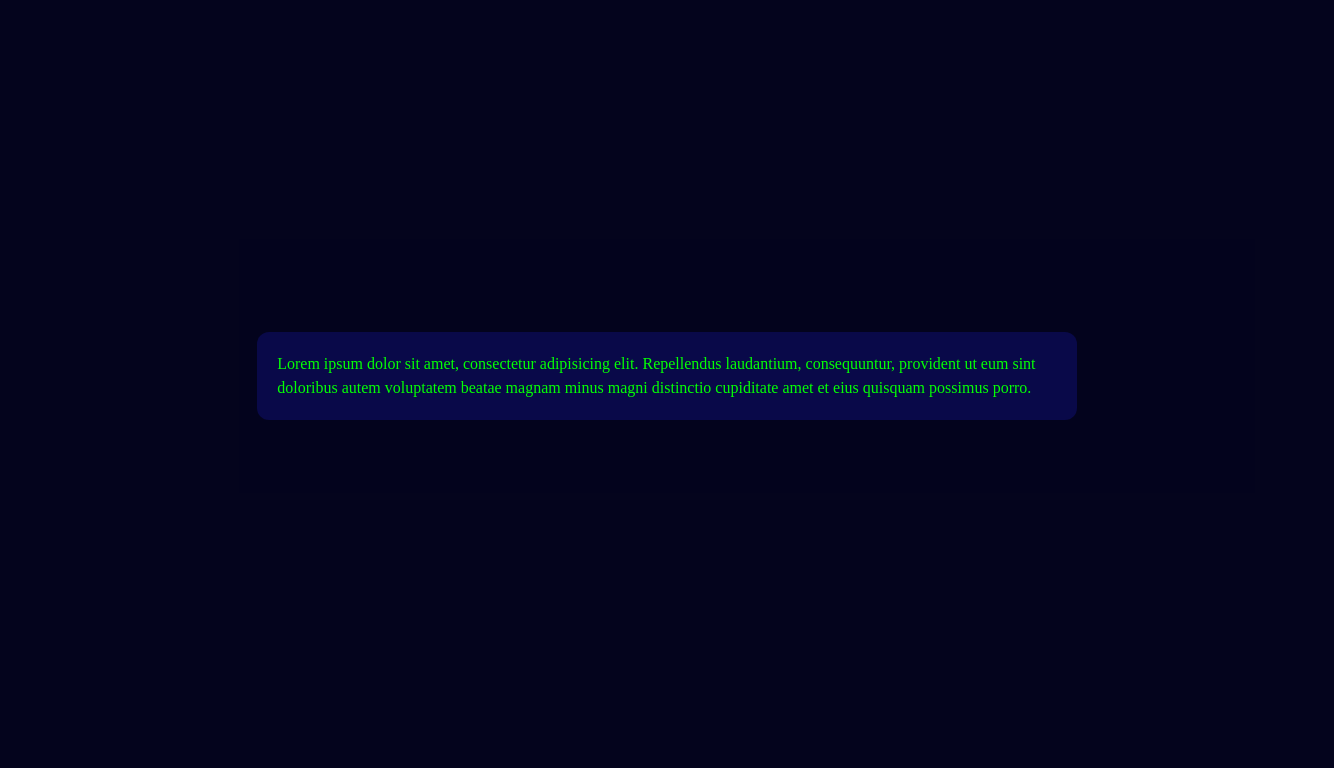 Lorem ipsum dolor sit amet, consectetur adipisicing elit. Repellendus laudantium, consequuntur, provident ut eum sint
doloribus autem voluptatem beatae magnam minus magni distinctio cupiditate amet et eius quisquam possimus porro.